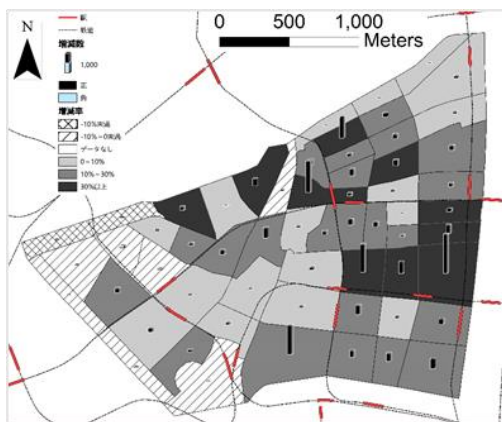 N
0 500 1,000
Meters
駅
軌道
増減数
1,000
正
負
増減率
-10%未満
-10%~0未満
データなし
0~10%
10%~30%
30%以上